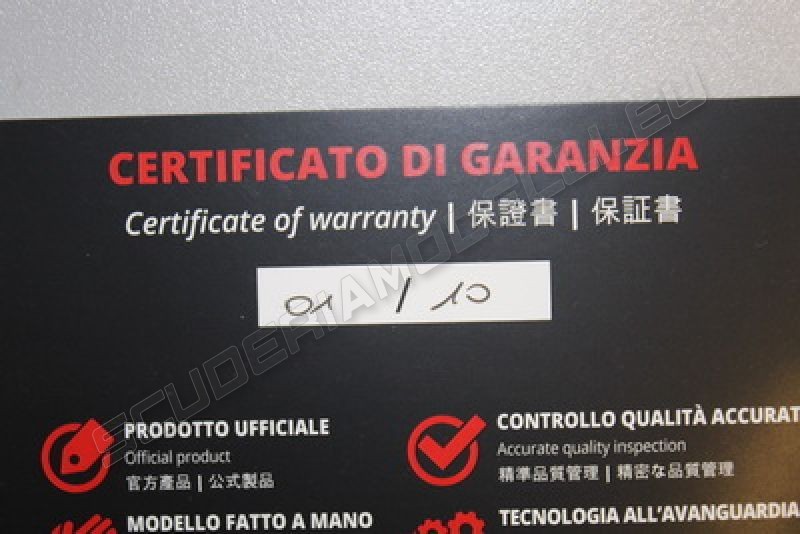 CERTIFICATO DI GARANZIA
Certificate of warranty | 保證書 | 保証書
01 / 10
PRODOTTO UFFICIALE
Official product
官方產品 | 公式製品
CONTROLLO QUALITÀ ACCURAT
Accurate quality inspection
精準品質管理 | 精密な品質管理
MODELLO FATTO A MANO
TECNOLOGIA ALL'AVANGUARDIA
SCUDERIAMODELLI.EU